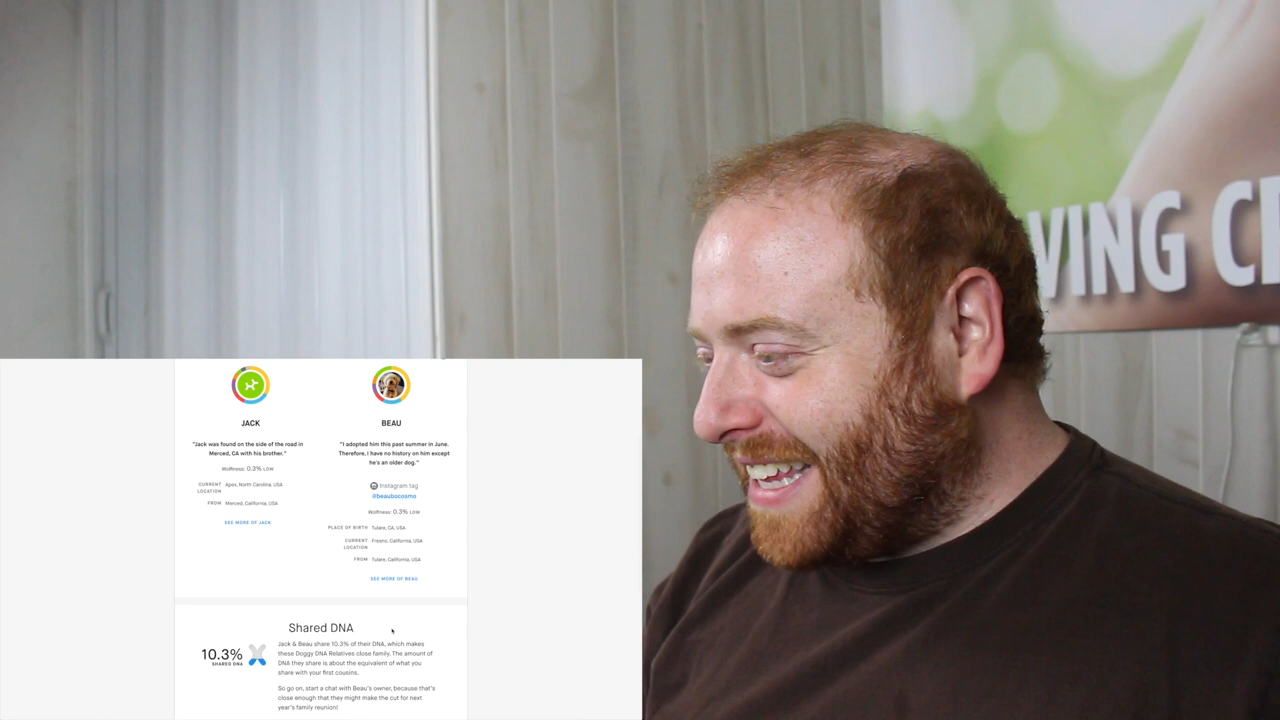 VING CE
JACK
"Jack was found on the side of the road in
Merced, CA with his brother."
Wolfiness: 0.3% LOW
CURRENT LOCATION Apex, North Carolina, USA
FROM Merced, California, USA
SEE MORE OF JACK
BEAU
"I adopted him this past summer in June.
Therefore, I have no history on him except
he's an older dog."
Instagram tag
@beaubocosmo
Wolfiness: 0.3% LOW
PLACE OF BIRTH Tulare, CA, USA
CURRENT LOCATION Fresno, California, USA
FROM Tulare, California, USA
SEE MORE OF BEAU
Shared DNA
10.3%
SHARED DNA
Jack & Beau share 10.3% of their DNA, which makes
these Doggy DNA Relatives close family. The amount of
DNA they share is about the equivalent of what you
share with your first cousins.
So go on, start a chat with Beau's owner, because that's
close enough that they might make the cut for next
year's family reunion!